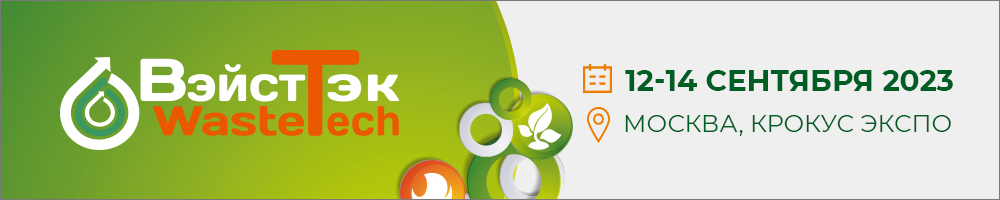 ВэйстТэк
WasteTech
12-14 СЕНТЯБРЯ 2023
МОСКВА, КРОКУС ЭКСПО